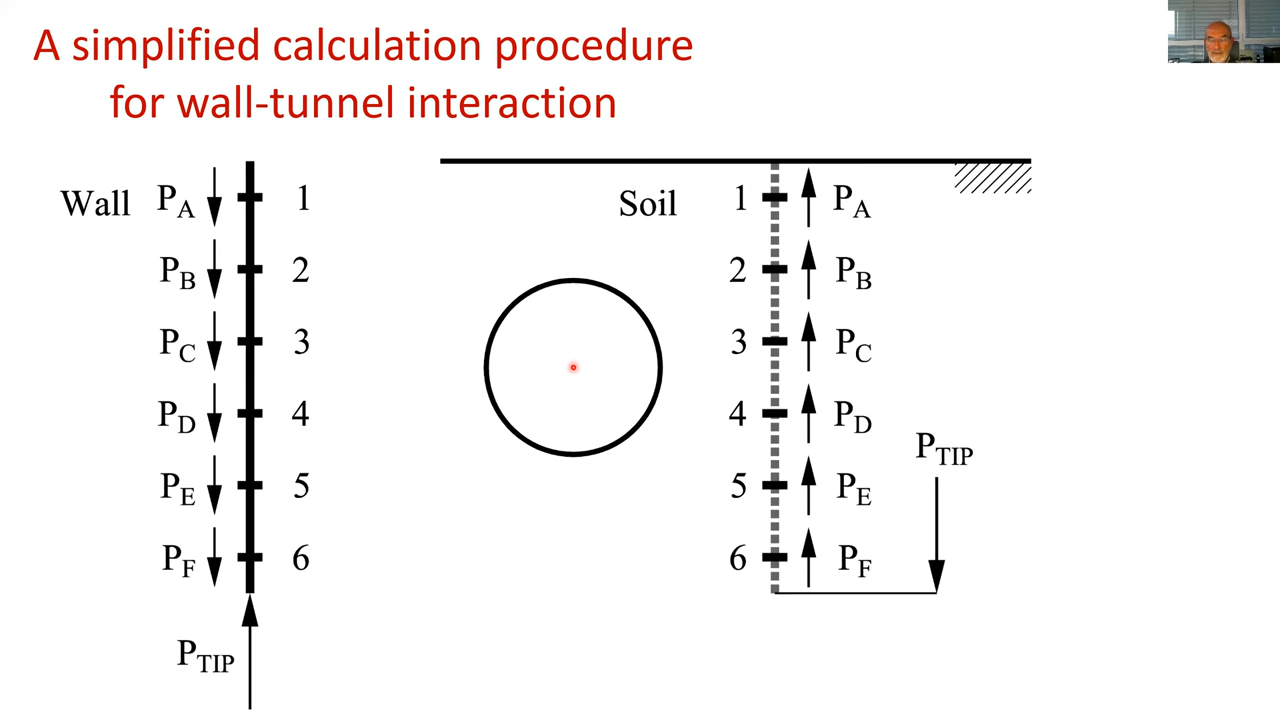 A simplified calculation procedure
for wall-tunnel interaction
Wall P_A 1
P_B 2
P_C 3
P_D 4
P_E 5
P_F 6
P_TIP
Soil 1 P_A
2 P_B
3 P_C
4 P_D
P_TIP
5 P_E
6 P_F